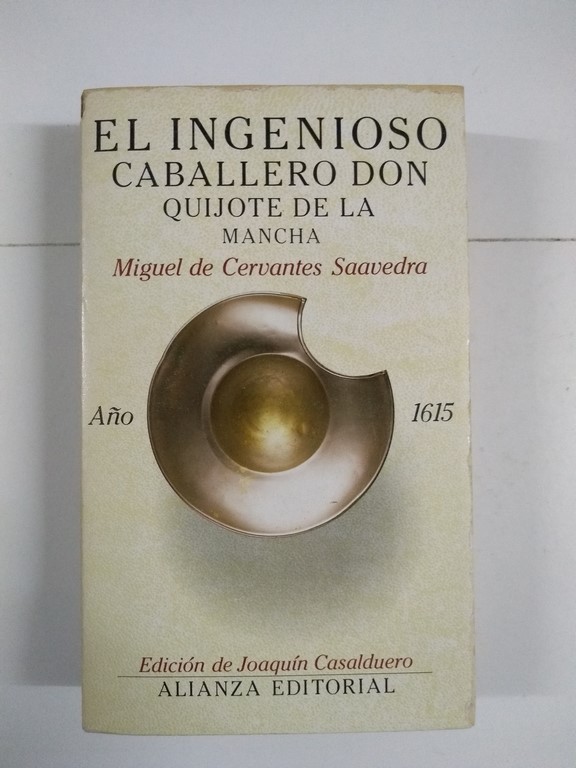 EL INGENIOSO
CABALLERO DON
QUIJOTE DE LA
MANCHA
Miguel de Cervantes Saavedra
Año 1615
Edición de Joaquín Casalduero
ALIANZA EDITORIAL